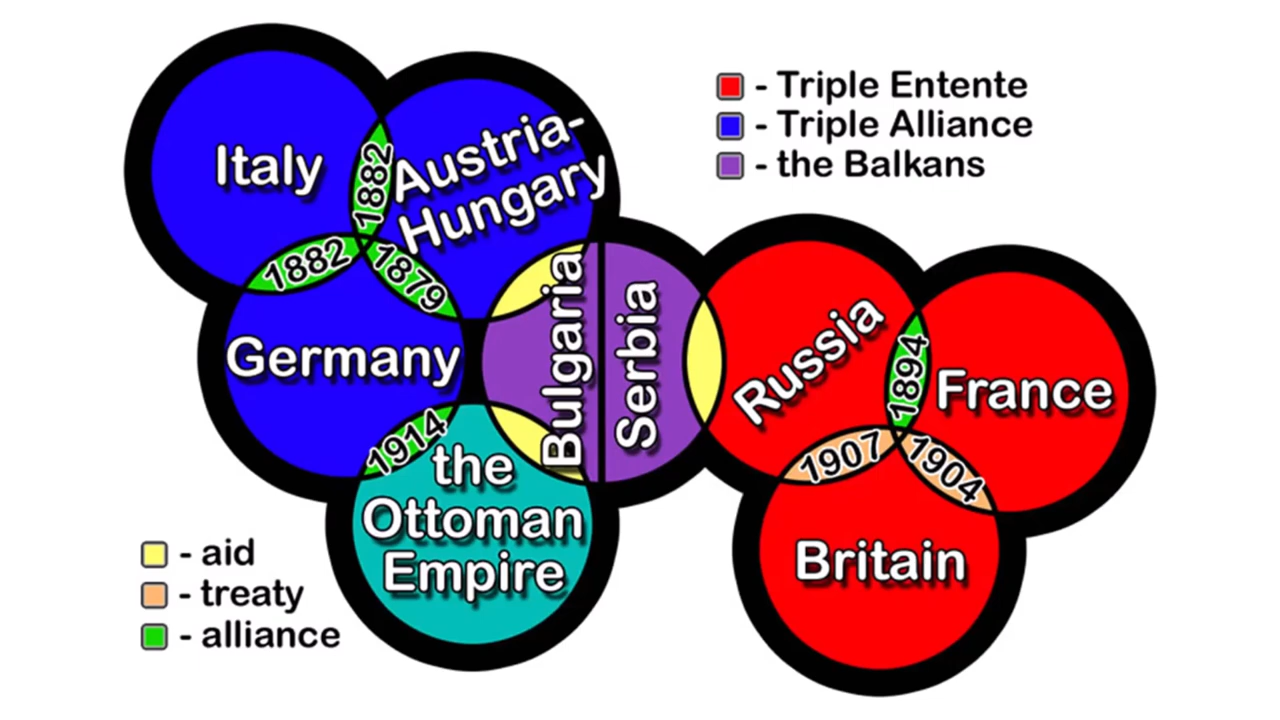 Italy
Austria-
Hungary
1882
1882
1879
Germany
1914
the
Ottoman
Empire
Bulgaria
Serbia
Russia
1894
France
1907
1904
Britain
- Triple Entente
- Triple Alliance
- the Balkans
- aid
- treaty
- alliance